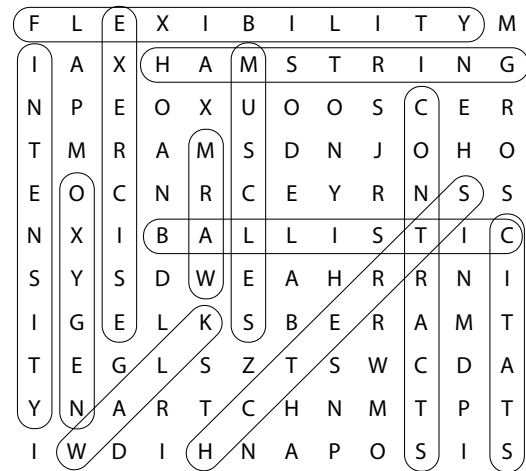 F L E X I B I L I T Y M
I A X H A M S T R I N G
N P E O X U O O S C E R
T M R A M S D N J O H O
E O C N R C E Y R N S S
N X I B A L L I S T I C
S Y S D W E A H R R N I
I G E L K S B E R A M T
T E G L S Z T S W C D A
Y N A R T C H N M T P T
I W D I H N A P O S I S